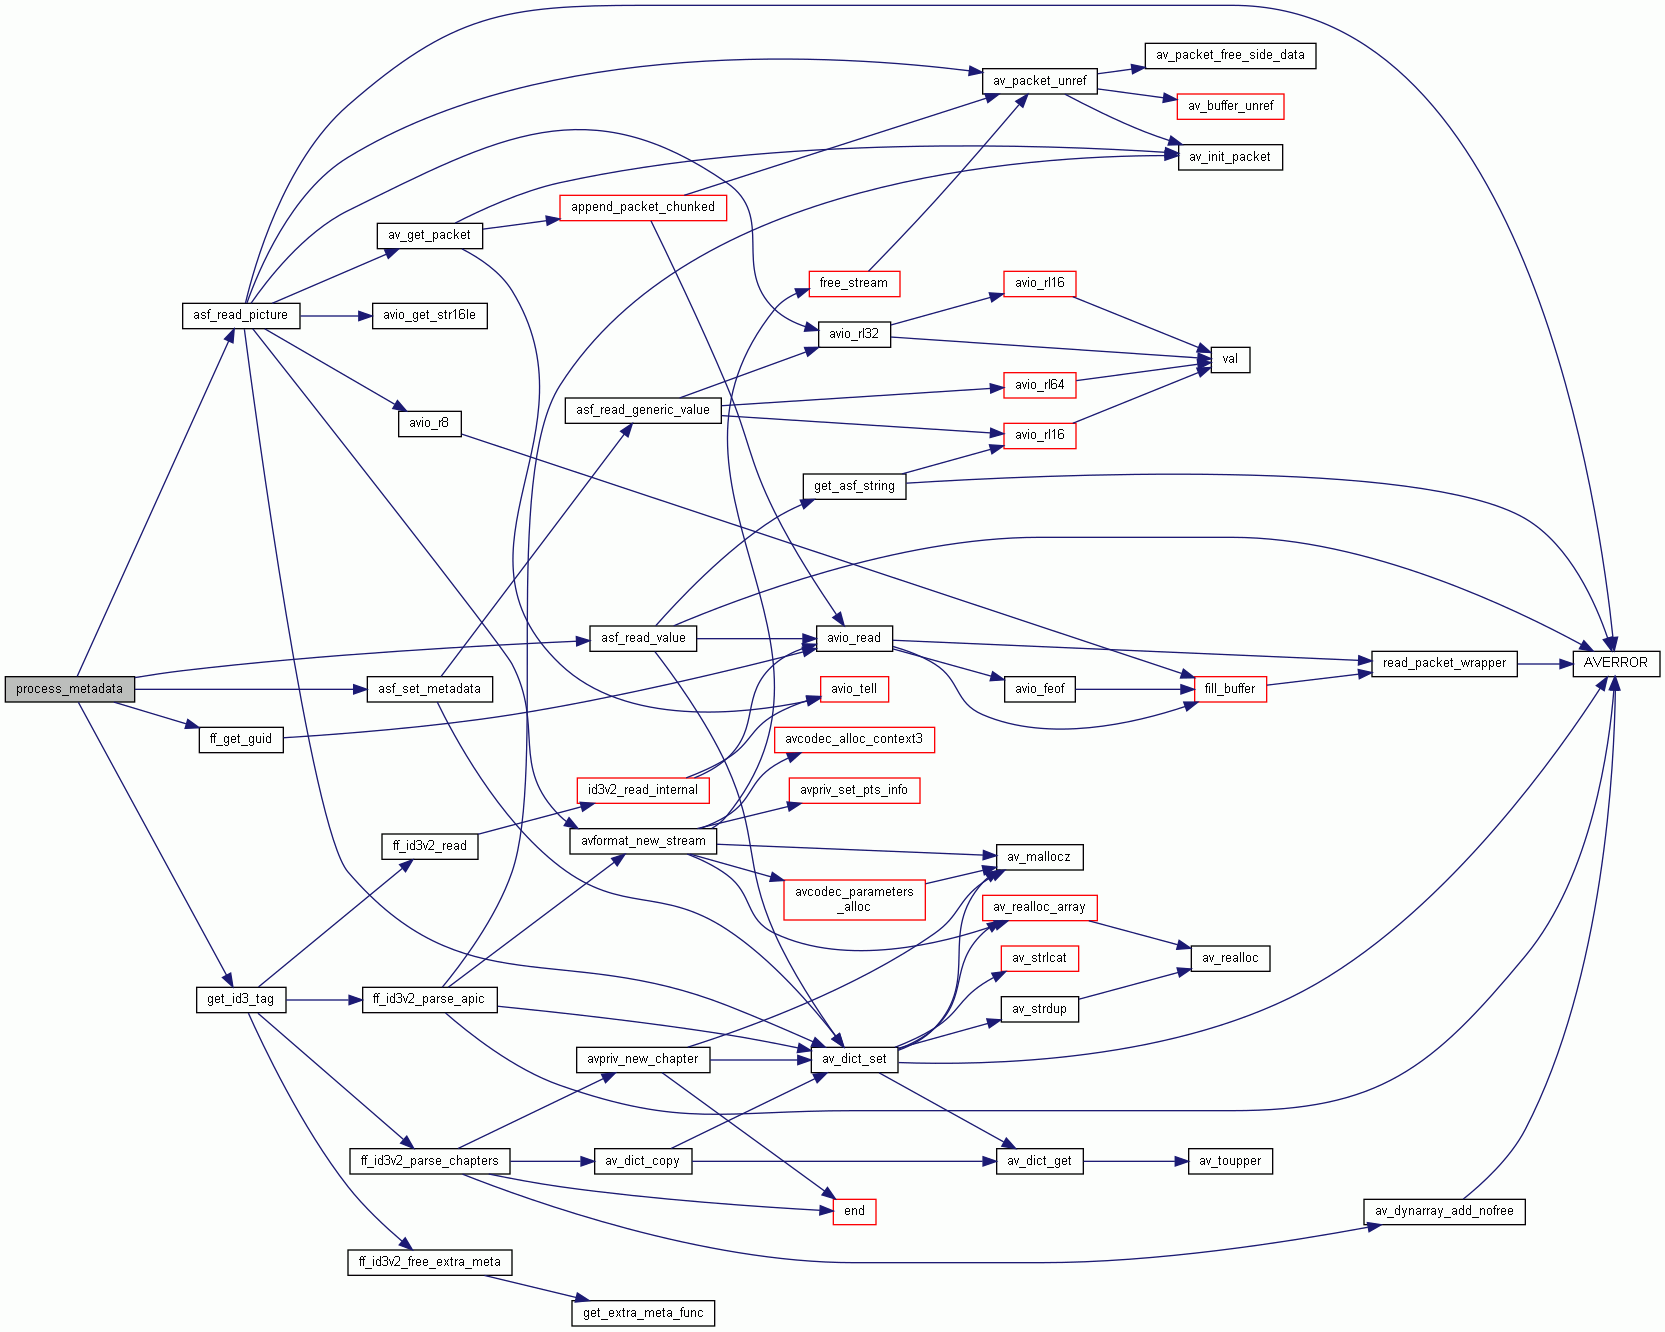 av_packet_free_side_data
av_packet_unref
av_buffer_unref
av_init_packet
append_packet_chunked
av_get_packet
free_stream
avio_rl16
asf_read_picture
avio_get_str16le
avio_rl32
val
avio_rl64
asf_read_generic_value
avio_r8
avio_rl16
get_asf_string
asf_read_value
avio_read
read_packet_wrapper
AVERROR
process_metadata
asf_set_metadata
avio_tell
avio_feof
fill_buffer
ff_get_guid
avcodec_alloc_context3
id3v2_read_internal
avpriv_set_pts_info
ff_id3v2_read
avformat_new_stream
av_mallocz
avcodec_parameters
_alloc
av_realloc_array
av_strlcat
av_realloc
get_id3_tag
ff_id3v2_parse_apic
av_strdup
avpriv_new_chapter
av_dict_set
ff_id3v2_parse_chapters
av_dict_copy
av_dict_get
av_toupper
end
av_dynarray_add_nofree
ff_id3v2_free_extra_meta
get_extra_meta_func